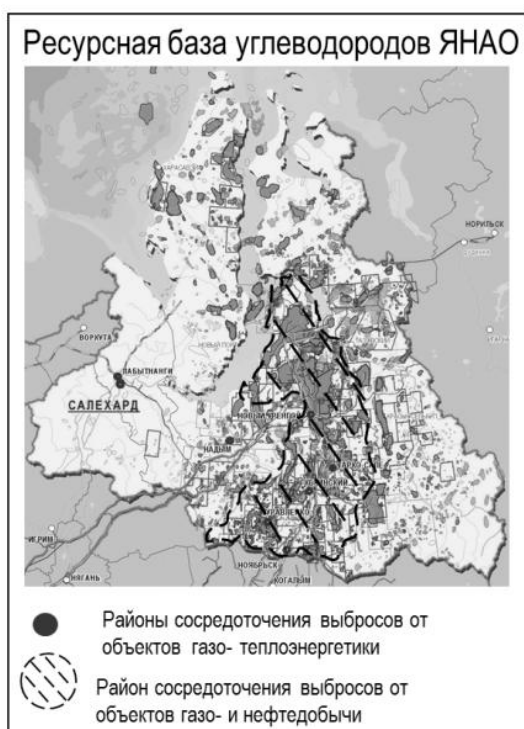 Ресурсная база углеводородов ЯНАО
НОРИЛЬСК
ВОРКУТА
ЛАБЫТНАНГИ
САЛЕХАРД
НАДЫМ
НОЯБРЬСК
КОГАЛЫМ
НЯГАНЬ
Районы сосредоточения выбросов от
объектов газо- теплоэнергетики
Район сосредоточения выбросов от
объектов газо- и нефтедобычи